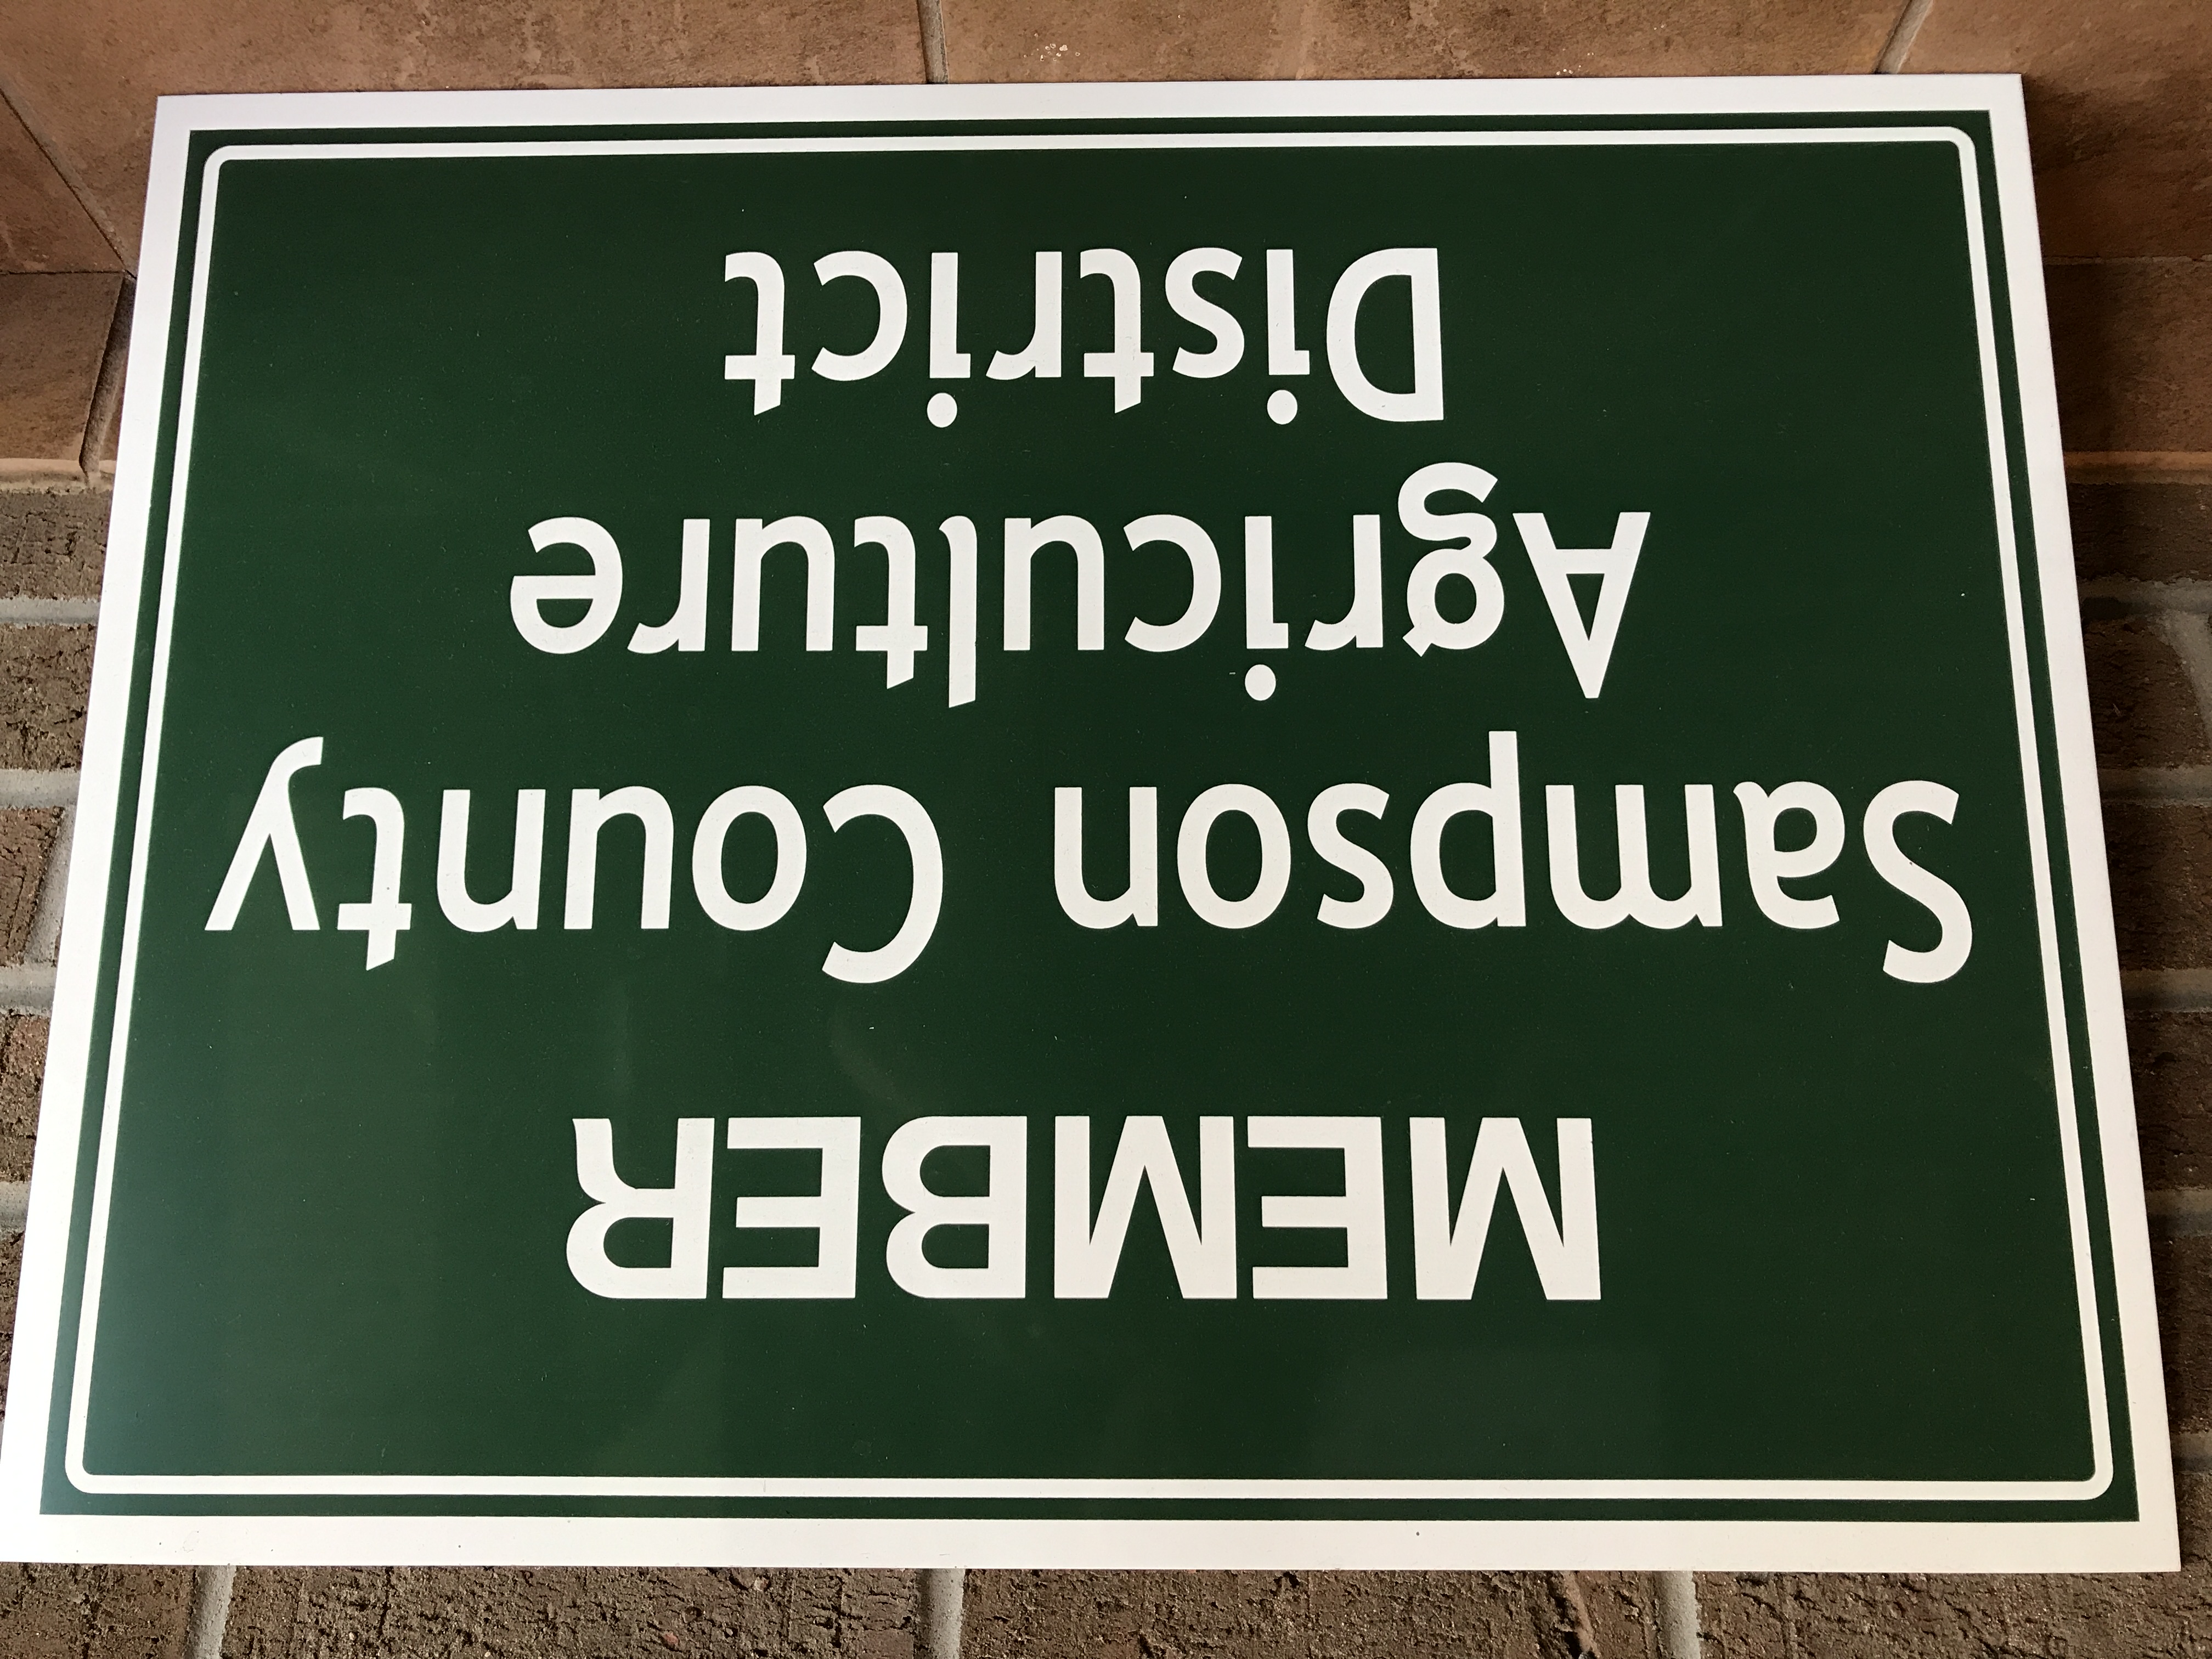 MEMBER
Sampson County
Agriculture
District